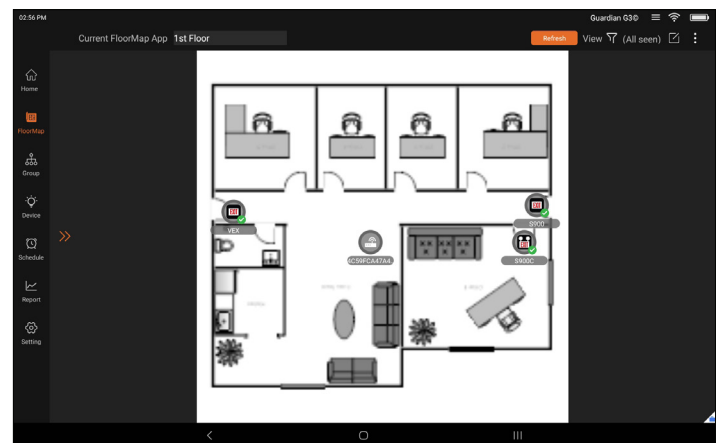 02:56 PM
Guardian G3©
Current FloorMap App 1st Floor
Refresh
View
(All seen)
Home
FloorMap
Group
Device
Schedule
Report
Setting
VEX
S900
S900C
4C59FCA47A4